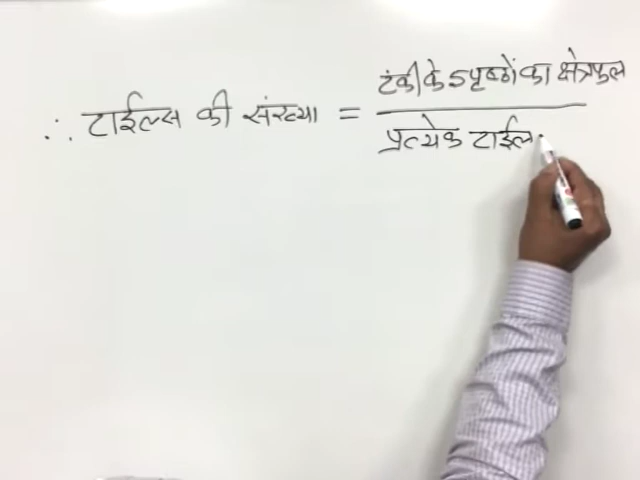 ∴ टाईल्स की संख्या = टंकी के 5 पृष्ठों का क्षेत्रफल
प्रत्येक टाईल